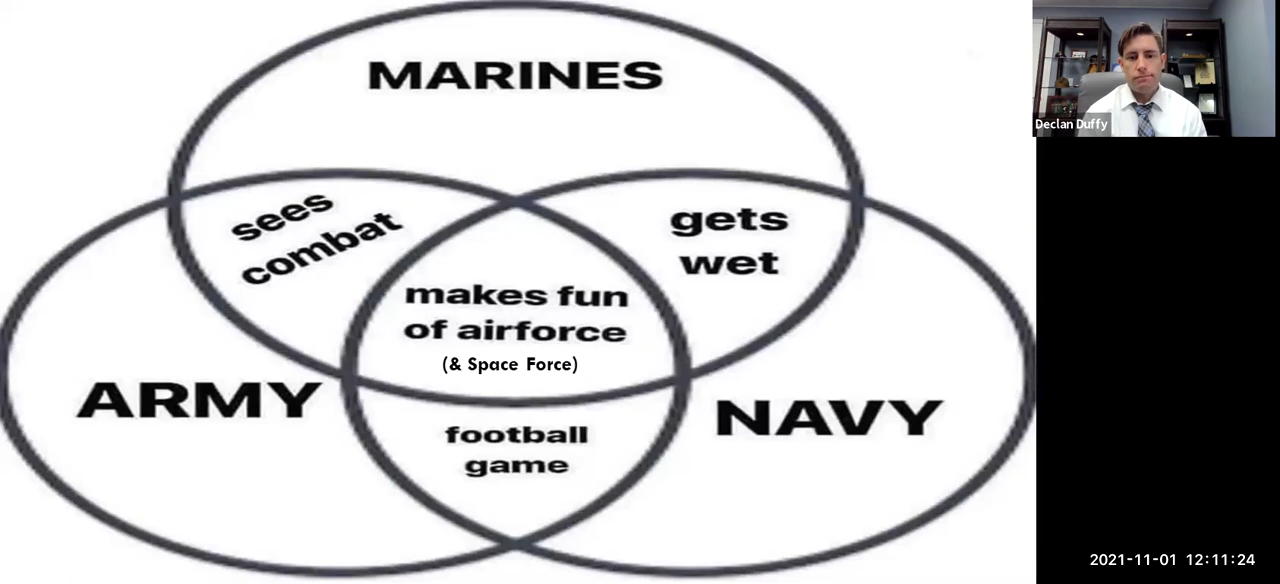 MARINES
sees
combat
gets
wet
makes fun
of airforce
(& Space Force)
ARMY
NAVY
football
game
Declan Duffy
2021-11-01 12:11:24